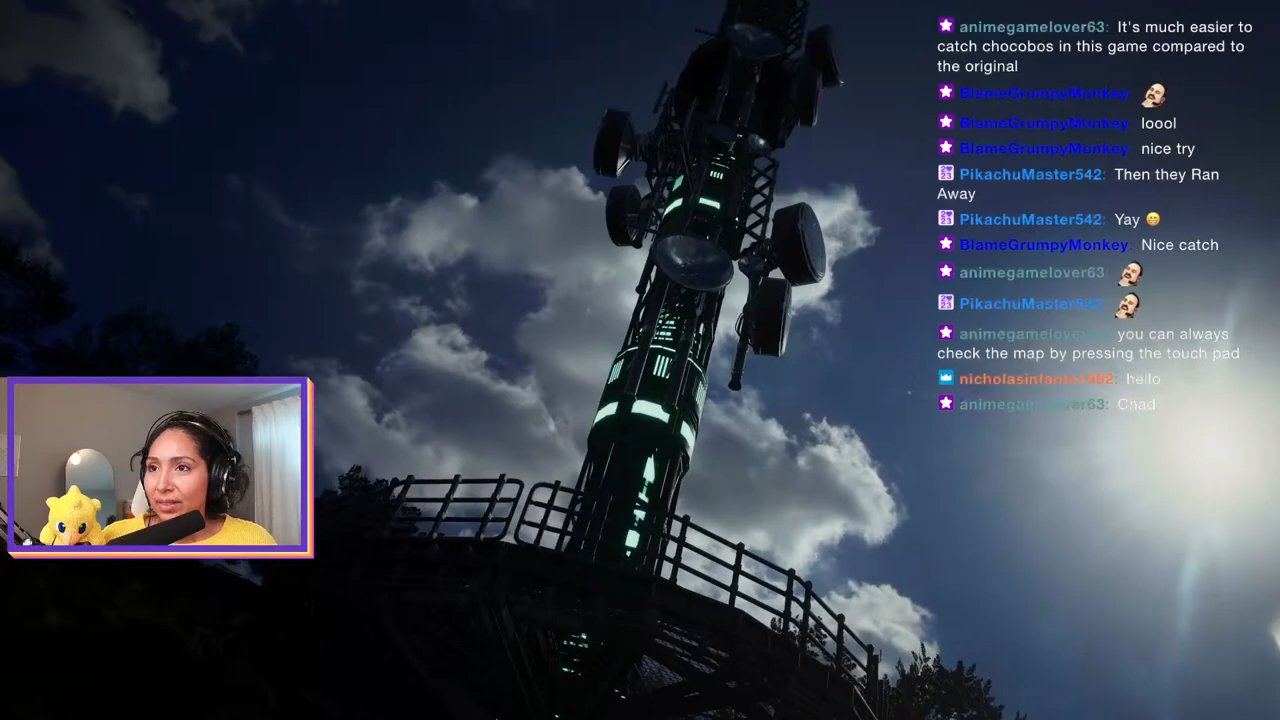 animegamelover63: It's much easier to
catch chocobos in this game compared to
the original
BlameGrumpyMonkey
BlameGrumpyMonkey loool
BlameGrumpyMonkey nice try
PikachuMaster542: Then they Ran
Away
PikachuMaster542: Yay 😁
BlameGrumpyMonkey: Nice catch
animegamelover63
PikachuMaster542
animegamelover63: you can always
check the map by pressing the touch pad
nicholasinfante1992: hello
animegamelover63: Chad